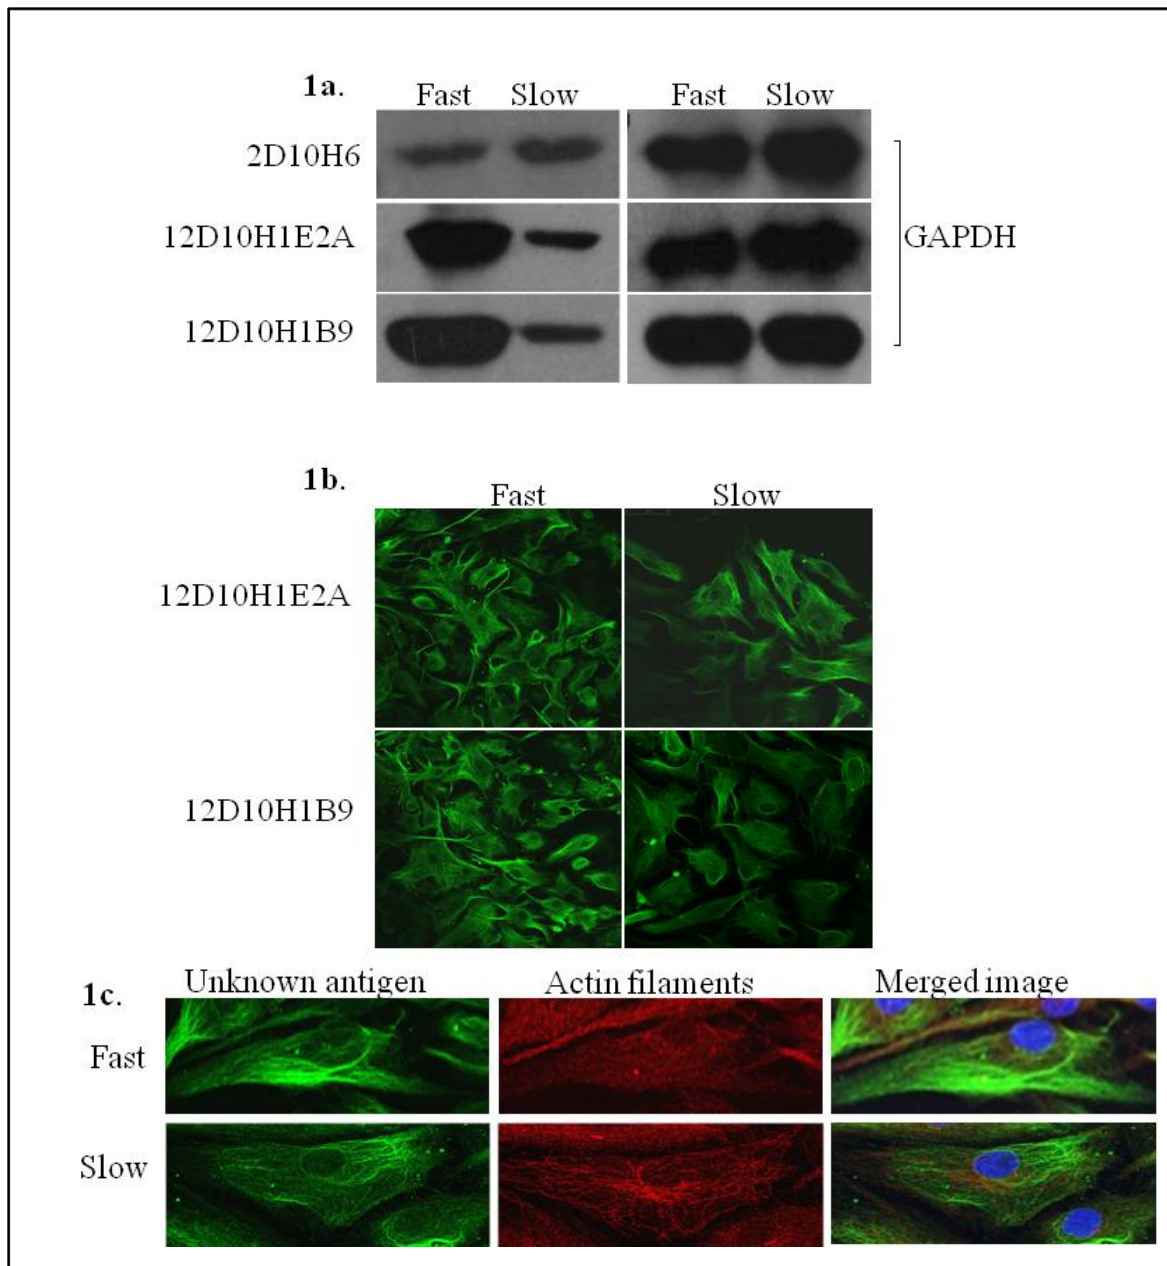 1a.
Fast Slow Fast Slow
2D10H6
12D10H1E2A
GAPDH
12D10H1B9
1b.
Fast Slow
12D10H1E2A
12D10H1B9
1c.
Unknown antigen Actin filaments Merged image
Fast
Slow